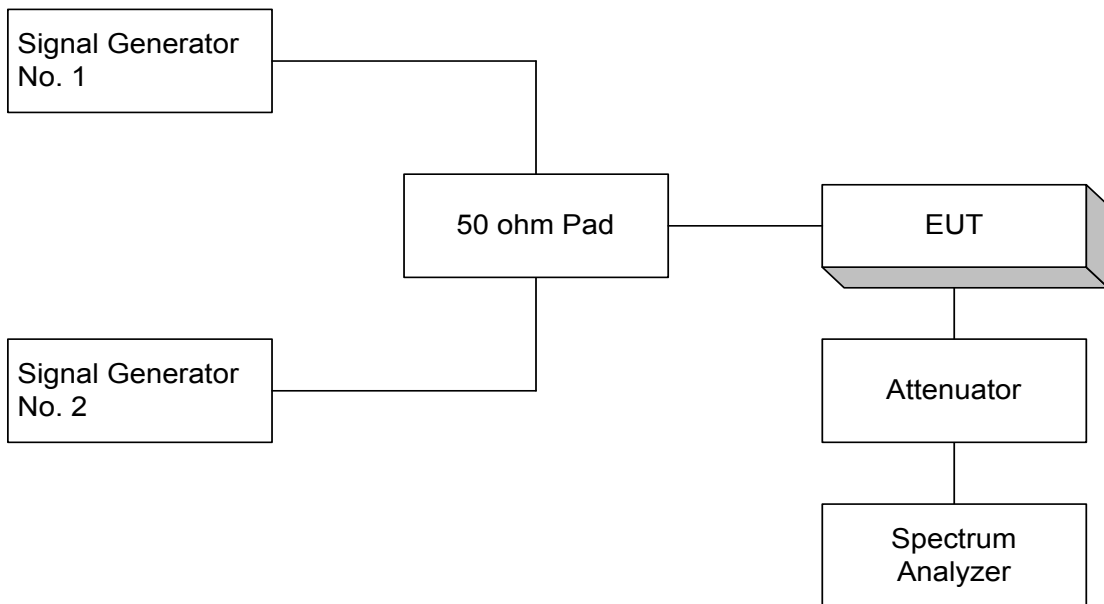 Signal Generator
No. 1
50 ohm Pad
EUT
Signal Generator
No. 2
Attenuator
Spectrum
Analyzer